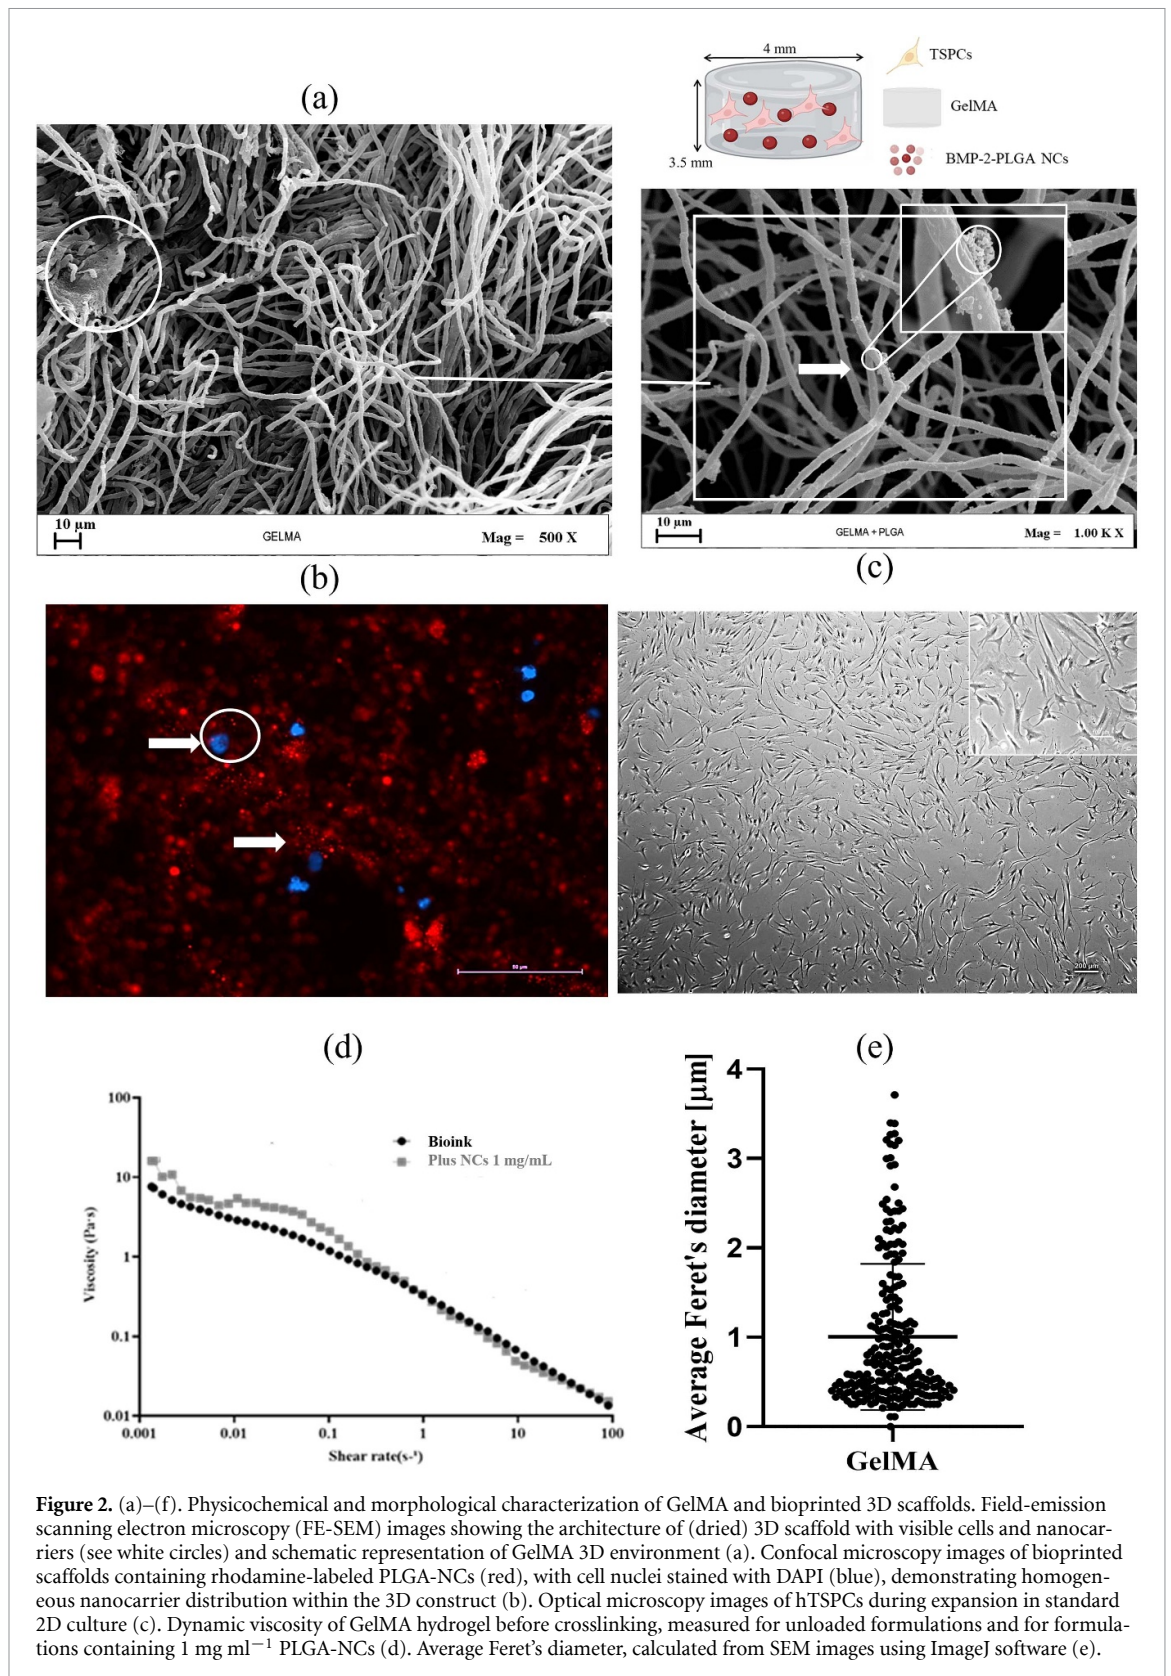 (a)
4 mm
3.5 mm
TSPCs
GelMA
BMP-2-PLGA NCs
10 µm
GELMA
Mag = 500 X
10 µm
GELMA + PLGA
Mag = 1.00 K X
(b)
(c)
50 µm
200 µm
(d)
(e)
100
10
1
0.1
0.01
Viscosity (Pa·s)
Bioink
Plus NCs 1 mg/mL
0.001
0.01
0.1
1
10
100
Shear rate(s-¹)
4
3
2
1
0
Average Feret's diameter [µm]
GelMA
Figure 2. (a)–(f). Physicochemical and morphological characterization of GelMA and bioprinted 3D scaffolds. Field-emission
scanning electron microscopy (FE-SEM) images showing the architecture of (dried) 3D scaffold with visible cells and nanocar-
riers (see white circles) and schematic representation of GelMA 3D environment (a). Confocal microscopy images of bioprinted
scaffolds containing rhodamine-labeled PLGA-NCs (red), with cell nuclei stained with DAPI (blue), demonstrating homogen-
eous nanocarrier distribution within the 3D construct (b). Optical microscopy images of hTSPCs during expansion in standard
2D culture (c). Dynamic viscosity of GelMA hydrogel before crosslinking, measured for unloaded formulations and for formula-
tions containing 1 mg ml⁻¹ PLGA-NCs (d). Average Feret's diameter, calculated from SEM images using ImageJ software (e).